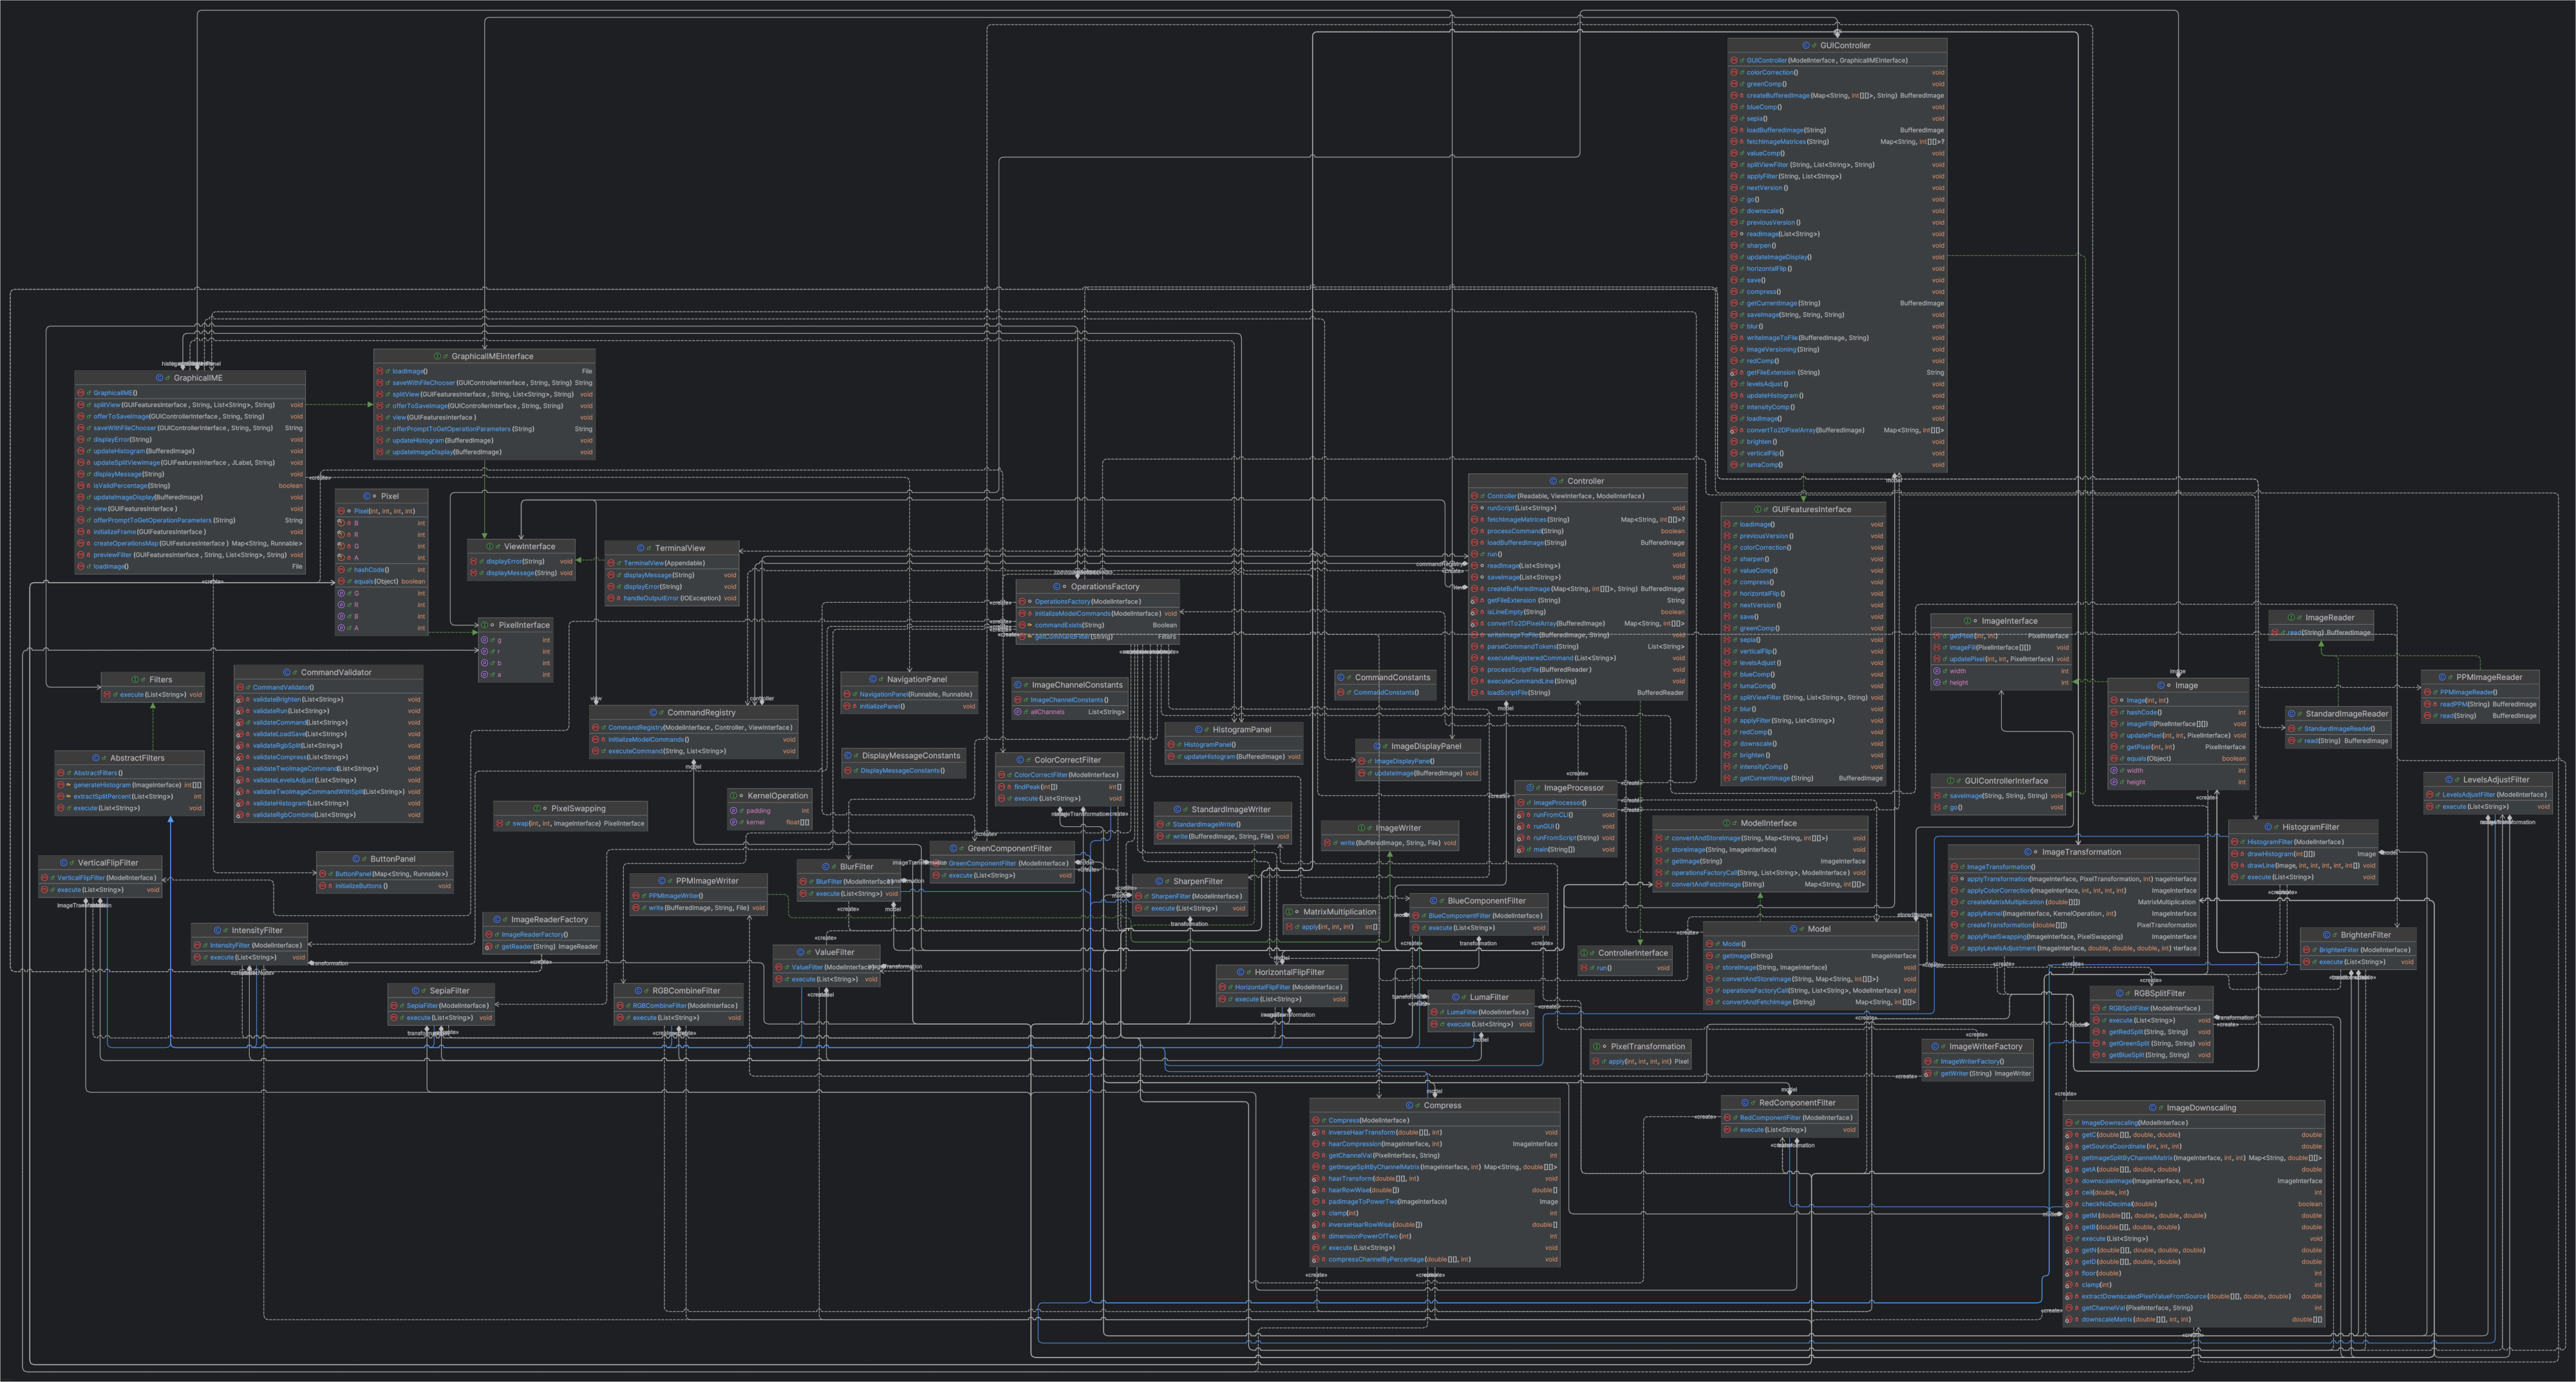 GUIController
GUIController(ModelInterface, GraphicalIMEInterface)
colorCorrection() void
greenComp() void
createBufferedImage(Map<String, int[][]>, String) BufferedImage
blueComp() void
sepia() void
loadBufferedImage(String) BufferedImage
fetchImageMatrices(String) Map<String, int[][]>?
valueComp() void
splitViewFilter(String, List<String>, String) void
applyFilter(String, List<String>) void
nextVersion() void
go() void
downscale() void
previousVersion() void
readImage(List<String>) void
sharpen() void
updateImageDisplay() void
horizontalFlip() void
save() void
compress() void
getCurrentImage(String) BufferedImage
saveImage(String, String, String) void
blur() void
writeImageToFile(BufferedImage, String) void
imageVersioning(String) void
redComp() void
getFileExtension(String) String
levelsAdjust() void
updateHistogram() void
intensityComp() void
loadImage() void
convertTo2DPixelArray(BufferedImage) Map<String, int[][]>
brighten() void
verticalFlip() void
lumaComp() void
GraphicalIMEInterface
loadImage() File
saveWithFileChooser(GUIControllerInterface, String, String) String
splitView(GUIFeaturesInterface, String, List<String>, String) void
offerToSaveImage(GUIControllerInterface, String, String) void
view(GUIFeaturesInterface) void
offerPromptToGetOperationParameters(String) String
updateHistogram(BufferedImage) void
updateImageDisplay(BufferedImage) void
GraphicalIME
GraphicalIME()
splitView(GUIFeaturesInterface, String, List<String>, String) void
offerToSaveImage(GUIControllerInterface, String, String) void
saveWithFileChooser(GUIControllerInterface, String, String) String
displayError(String) void
updateHistogram(BufferedImage) void
updateSplitViewImage(GUIFeaturesInterface, JLabel, String) void
displayMessage(String) void
isValidPercentage(String) boolean
updateImageDisplay(BufferedImage) void
view(GUIFeaturesInterface) void
offerPromptToGetOperationParameters(String) String
initializeFrame(GUIFeaturesInterface) void
createOperationsMap(GUIFeaturesInterface) Map<String, Runnable>
previewFilter(GUIFeaturesInterface, String, List<String>, String) void
loadImage() File
Pixel
Pixel(int, int, int, int)
B int
R int
G int
A int
hashCode() int
equals(Object) boolean
G int
R int
B int
A int
ViewInterface
displayError(String) void
displayMessage(String) void
TerminalView
TerminalView(Appendable)
displayMessage(String) void
displayError(String) void
handleOutputError(IOException) void
PixelInterface
g int
r int
b int
a int
OperationsFactory
OperationsFactory(ModelInterface)
initializeModelCommands(ModelInterface) void
commandExists(String) Boolean
getCommandFilter(String) Filters
Controller
Controller(Readable, ViewInterface, ModelInterface)
runScript(List<String>) void
fetchImageMatrices(String) Map<String, int[][]>?
processCommand(String) boolean
loadBufferedImage(String) BufferedImage
run() void
readImage(List<String>) void
saveImage(List<String>) void
createBufferedImage(Map<String, int[][]>, String) BufferedImage
getFileExtension(String) String
isLineEmpty(String) boolean
convertTo2DPixelArray(BufferedImage) Map<String, int[][]>
writeImageToFile(BufferedImage, String) void
parseCommandTokens(String) List<String>
executeRegisteredCommand(List<String>) void
processScriptFile(BufferedReader) void
executeCommandLine(String) void
loadScriptFile(String) BufferedReader
GUIFeaturesInterface
loadImage() void
previousVersion() void
colorCorrection() void
sharpen() void
valueComp() void
compress() void
horizontalFlip() void
nextVersion() void
save() void
greenComp() void
sepia() void
verticalFlip() void
levelsAdjust() void
blueComp() void
lumaComp() void
splitViewFilter(String, List<String>, String) void
blur() void
applyFilter(String, List<String>) void
redComp() void
downscale() void
brighten() void
intensityComp() void
getCurrentImage(String) BufferedImage
ImageInterface
getPixel(int, int) PixelInterface
imageFill(PixelInterface[][]) void
updatePixel(int, int, PixelInterface) void
width int
height int
ImageReader
read(String) BufferedImage
Image
Image(int, int)
hashCode() int
imageFill(PixelInterface[][]) void
updatePixel(int, int, PixelInterface) void
getPixel(int, int) PixelInterface
equals(Object) boolean
width int
height int
PPMImageReader
PPMImageReader()
readPPM(String) BufferedImage
read(String) BufferedImage
StandardImageReader
StandardImageReader()
read(String) BufferedImage
Filters
execute(List<String>) void
CommandValidator
CommandValidator()
validateBrighten(List<String>) void
validateRun(List<String>) void
validateCommand(List<String>) void
validateLoadSave(List<String>) void
validateRgbSplit(List<String>) void
validateCompress(List<String>) void
validateTwoImageCommand(List<String>) void
validateLevelsAdjust(List<String>) void
validateTwoImageCommandWithSplit(List<String>) void
validateHistogram(List<String>) void
validateRgbCombine(List<String>) void
NavigationPanel
NavigationPanel(Runnable, Runnable)
initializePanel() void
ImageChannelConstants
ImageChannelConstants()
allChannels List<String>
CommandConstants
CommandConstants()
CommandRegistry
CommandRegistry(ModelInterface, Controller, ViewInterface)
initializeModelCommands() void
executeCommand(String, List<String>) void
HistogramPanel
HistogramPanel()
updateHistogram(BufferedImage) void
ImageDisplayPanel
ImageDisplayPanel()
updateImage(BufferedImage) void
DisplayMessageConstants
DisplayMessageConstants()
AbstractFilters
AbstractFilters()
generateHistogram(ImageInterface) int[][]
extractSplitPercent(List<String>) int
execute(List<String>) void
ColorCorrectFilter
ColorCorrectFilter(ModelInterface)
findPeak(int[]) int
execute(List<String>) void
ImageProcessor
ImageProcessor()
runFromCLI() void
runGUI() void
runFromScript(String) void
main(String[]) void
GUIControllerInterface
saveImage(String, String, String) void
go() void
LevelsAdjustFilter
LevelsAdjustFilter(ModelInterface)
execute(List<String>) void
PixelSwapping
swap(int, int, ImageInterface) PixelInterface
KernelOperation
padding int
kernel float[][]
StandardImageWriter
StandardImageWriter()
write(BufferedImage, String, File) void
ImageWriter
write(BufferedImage, String, File) void
ModelInterface
convertAndStoreImage(String, Map<String, int[][]>) void
storeImage(String, ImageInterface) void
getImage(String) ImageInterface
operationsFactoryCall(String, List<String>, ModelInterface) void
convertAndFetchImage(String) Map<String, int[][]>
HistogramFilter
HistogramFilter(ModelInterface)
drawHistogram(int[][]) Image
drawLine(Image, int, int, int, int, int, int) void
execute(List<String>) void
ImageTransformation
ImageTransformation()
applyTransformation(ImageInterface, PixelTransformation, int)
applyColorCorrection(ImageInterface, int, int, int, int) ImageInterface
createMatrixMultiplication(double[][]) MatrixMultiplication
applyKernel(ImageInterface, KernelOperation, int) ImageInterface
createTransformation(double[][]) PixelTransformation
applyPixelSwapping(ImageInterface, PixelSwapping) ImageInterface
applyLevelsAdjustment(ImageInterface, double, double, double, int)
VerticalFlipFilter
VerticalFlipFilter(ModelInterface)
execute(List<String>) void
ButtonPanel
ButtonPanel(Map<String, Runnable>)
initializeButtons() void
GreenComponentFilter
GreenComponentFilter(ModelInterface)
execute(List<String>) void
BlurFilter
BlurFilter(ModelInterface)
execute(List<String>) void
PPMImageWriter
PPMImageWriter()
write(BufferedImage, String, File) void
SharpenFilter
SharpenFilter(ModelInterface)
execute(List<String>) void
MatrixMultiplication
apply(int, int, int) int[]
BlueComponentFilter
BlueComponentFilter(ModelInterface)
execute(List<String>) void
ImageReaderFactory
ImageReaderFactory()
getReader(String) ImageReader
IntensityFilter
IntensityFilter(ModelInterface)
execute(List<String>) void
Model
Model()
getImage(String) ImageInterface
storeImage(String, ImageInterface) void
convertAndStoreImage(String, Map<String, int[][]>) void
operationsFactoryCall(String, List<String>, ModelInterface) void
convertAndFetchImage(String) Map<String, int[][]>
BrightenFilter
BrightenFilter(ModelInterface)
execute(List<String>) void
ControllerInterface
run() void
ValueFilter
ValueFilter(ModelInterface)
execute(List<String>) void
HorizontalFlipFilter
HorizontalFlipFilter(ModelInterface)
execute(List<String>) void
SepiaFilter
SepiaFilter(ModelInterface)
execute(List<String>) void
RGBCombineFilter
RGBCombineFilter(ModelInterface)
execute(List<String>) void
LumaFilter
LumaFilter(ModelInterface)
execute(List<String>) void
RGBSplitFilter
RGBSplitFilter(ModelInterface)
execute(List<String>) void
getRedSplit(String, String) void
getGreenSplit(String, String) void
getBlueSplit(String, String) void
PixelTransformation
apply(int, int, int, int) Pixel
ImageWriterFactory
ImageWriterFactory()
getWriter(String) ImageWriter
Compress
Compress(ModelInterface)
inverseHaarTransform(double[][], int) void
haarCompression(ImageInterface, int) ImageInterface
getChannelVal(PixelInterface, String) int
getImageSplitByChannelMatrix(ImageInterface, int) Map<String, double[][]>
haarTransform(double[][], int) void
haarRowWise(double[]) double[]
padImageToPowerTwo(ImageInterface) Image
clamp(int) int
inverseHaarRowWise(double[]) double[]
dimensionPowerOfTwo(int) int
execute(List<String>) void
compressChannelByPercentage(double[][], int) void
RedComponentFilter
RedComponentFilter(ModelInterface)
execute(List<String>) void
ImageDownscaling
ImageDownscaling(ModelInterface)
getC(double[][], double, double) double
getSourceCoordinate(int, int, int) double
getImageSplitByChannelMatrix(ImageInterface, int, int) Map<String, double[][]>
getA(double[][], double, double) double
downscaleImage(ImageInterface, int, int) ImageInterface
ceil(double, int) int
checkNoDecimal(double) boolean
getM(double[][], double, double, double) double
getB(double[][], double, double) double
execute(List<String>) void
getN(double[][], double, double, double) double
getD(double[][], double, double) double
floor(double) int
clamp(int) int
extractDownscaledPixelValueFromSource(double[][], double, double) double
getChannelVal(PixelInterface, String) int
downscaleMatrix(double[][], int, int) double[][]